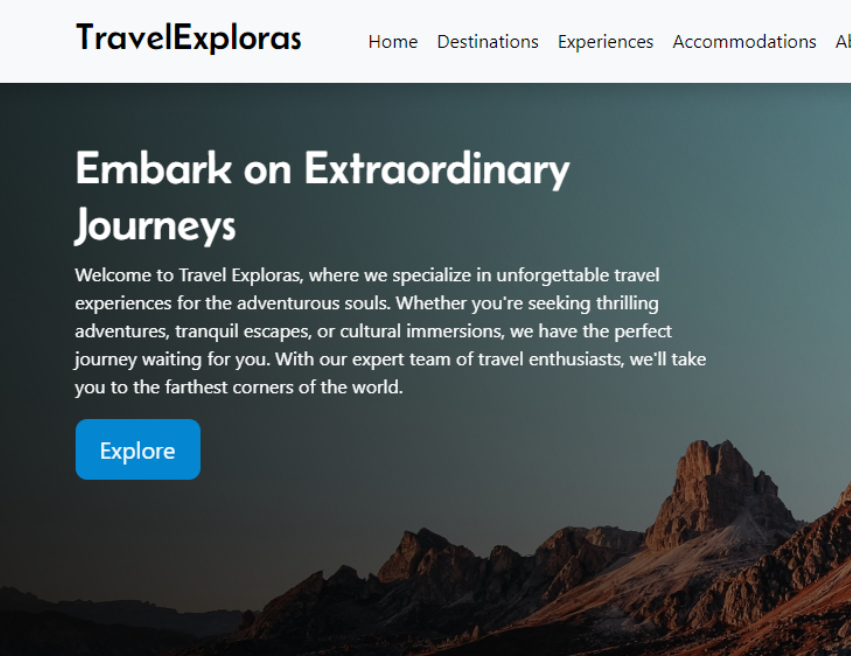 TravelExploras
Home Destinations Experiences Accommodations
Embark on Extraordinary
Journeys
Welcome to Travel Exploras, where we specialize in unforgettable travel
experiences for the adventurous souls. Whether you're seeking thrilling
adventures, tranquil escapes, or cultural immersions, we have the perfect
journey waiting for you. With our expert team of travel enthusiasts, we'll take
you to the farthest corners of the world.
Explore